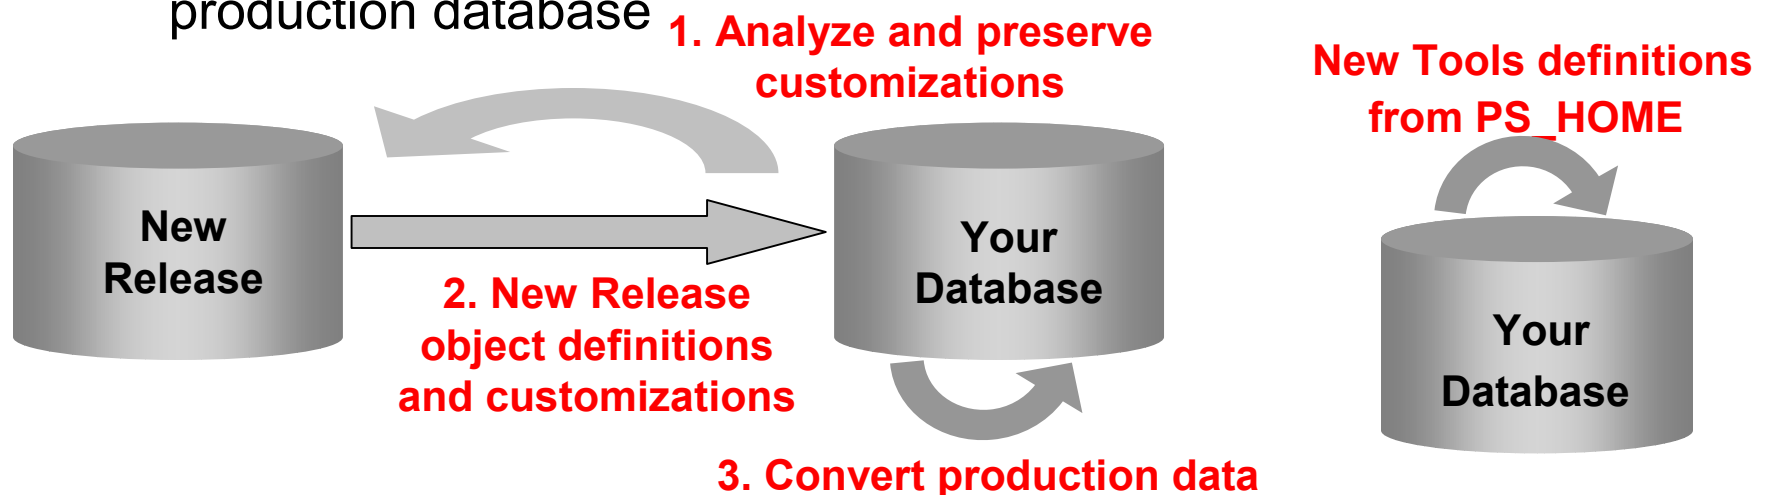 production database
1. Analyze and preserve
customizations
New Tools definitions
from PS_HOME
New
Release
Your
Database
2. New Release
object definitions
and customizations
Your
Database
3. Convert production data